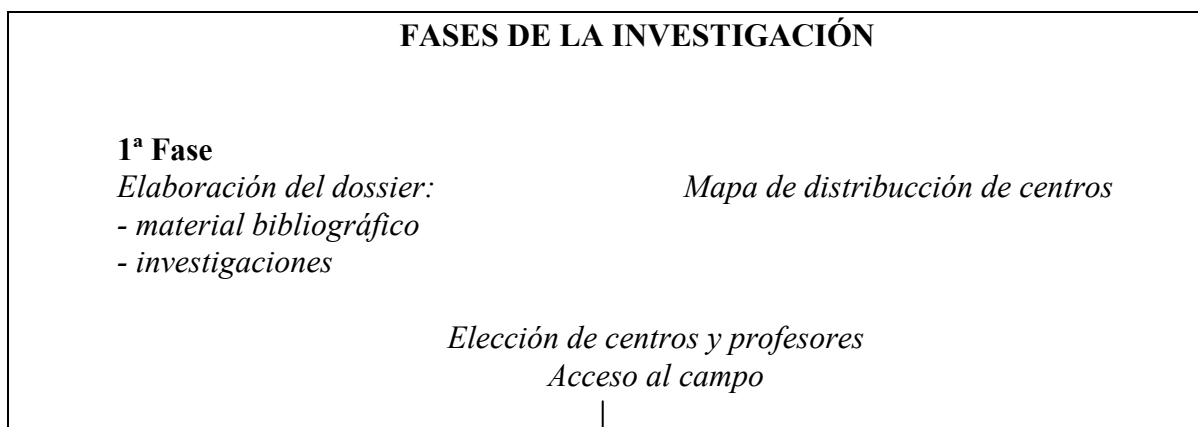 FASES DE LA INVESTIGACIÓN
1ª Fase
Elaboración del dossier: Mapa de distribucción de centros
- material bibliográfico
- investigaciones
Elección de centros y profesores
Acceso al campo